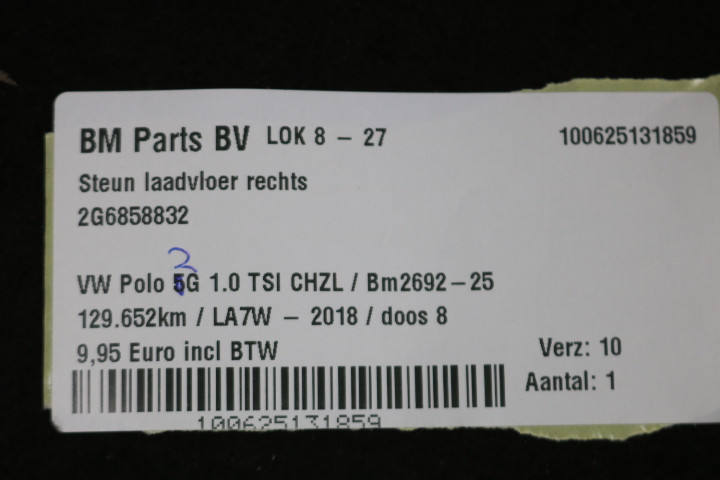 BM Parts BV LOK 8 - 27 100625131859
Steun laadvloer rechts
2G6858832
2
VW Polo 5G 1.0 TSI CHZL / Bm2692-25
129.652km / LA7W - 2018 / doos 8
9,95 Euro incl BTW Verz: 10
Aantal: 1
100625131859